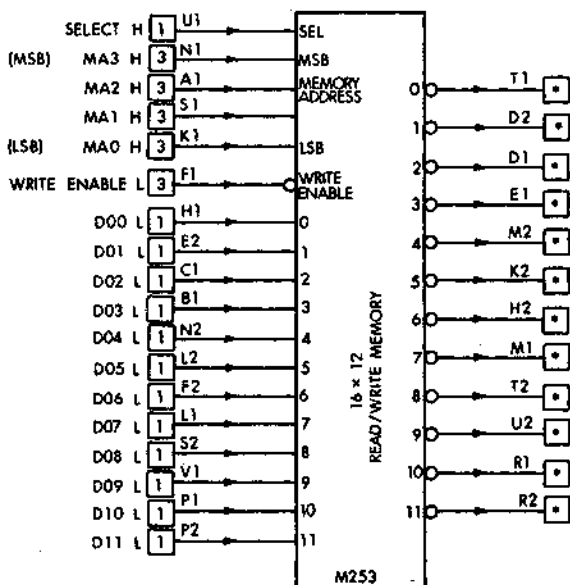 SELECT H 1 U1 SEL
(MSB) MA3 H 3 N1 MSB
MA2 H 3 A1 MEMORY ADDRESS 0 T1 *
MA1 H 3 S1 1 D2 *
(LSB) MA0 H 3 K1 LSB 2 D1 *
WRITE ENABLE L 3 F1 WRITE ENABLE 3 E1 *
D00 L 1 H1 0 4 M2 *
D01 L 1 E2 1 5 K2 *
D02 L 1 C1 2 6 H2 *
D03 L 1 B1 3 7 M1 *
D04 L 1 N2 4 8 T2 *
D05 L 1 L2 5 9 U2 *
D06 L 1 F2 6 10 R1 *
D07 L 1 L1 7 11 R2 *
D08 L 1 S2 8
D09 L 1 V1 9
D10 L 1 P1 10
D11 L 1 P2 11
16 × 12
READ/WRITE MEMORY
M253